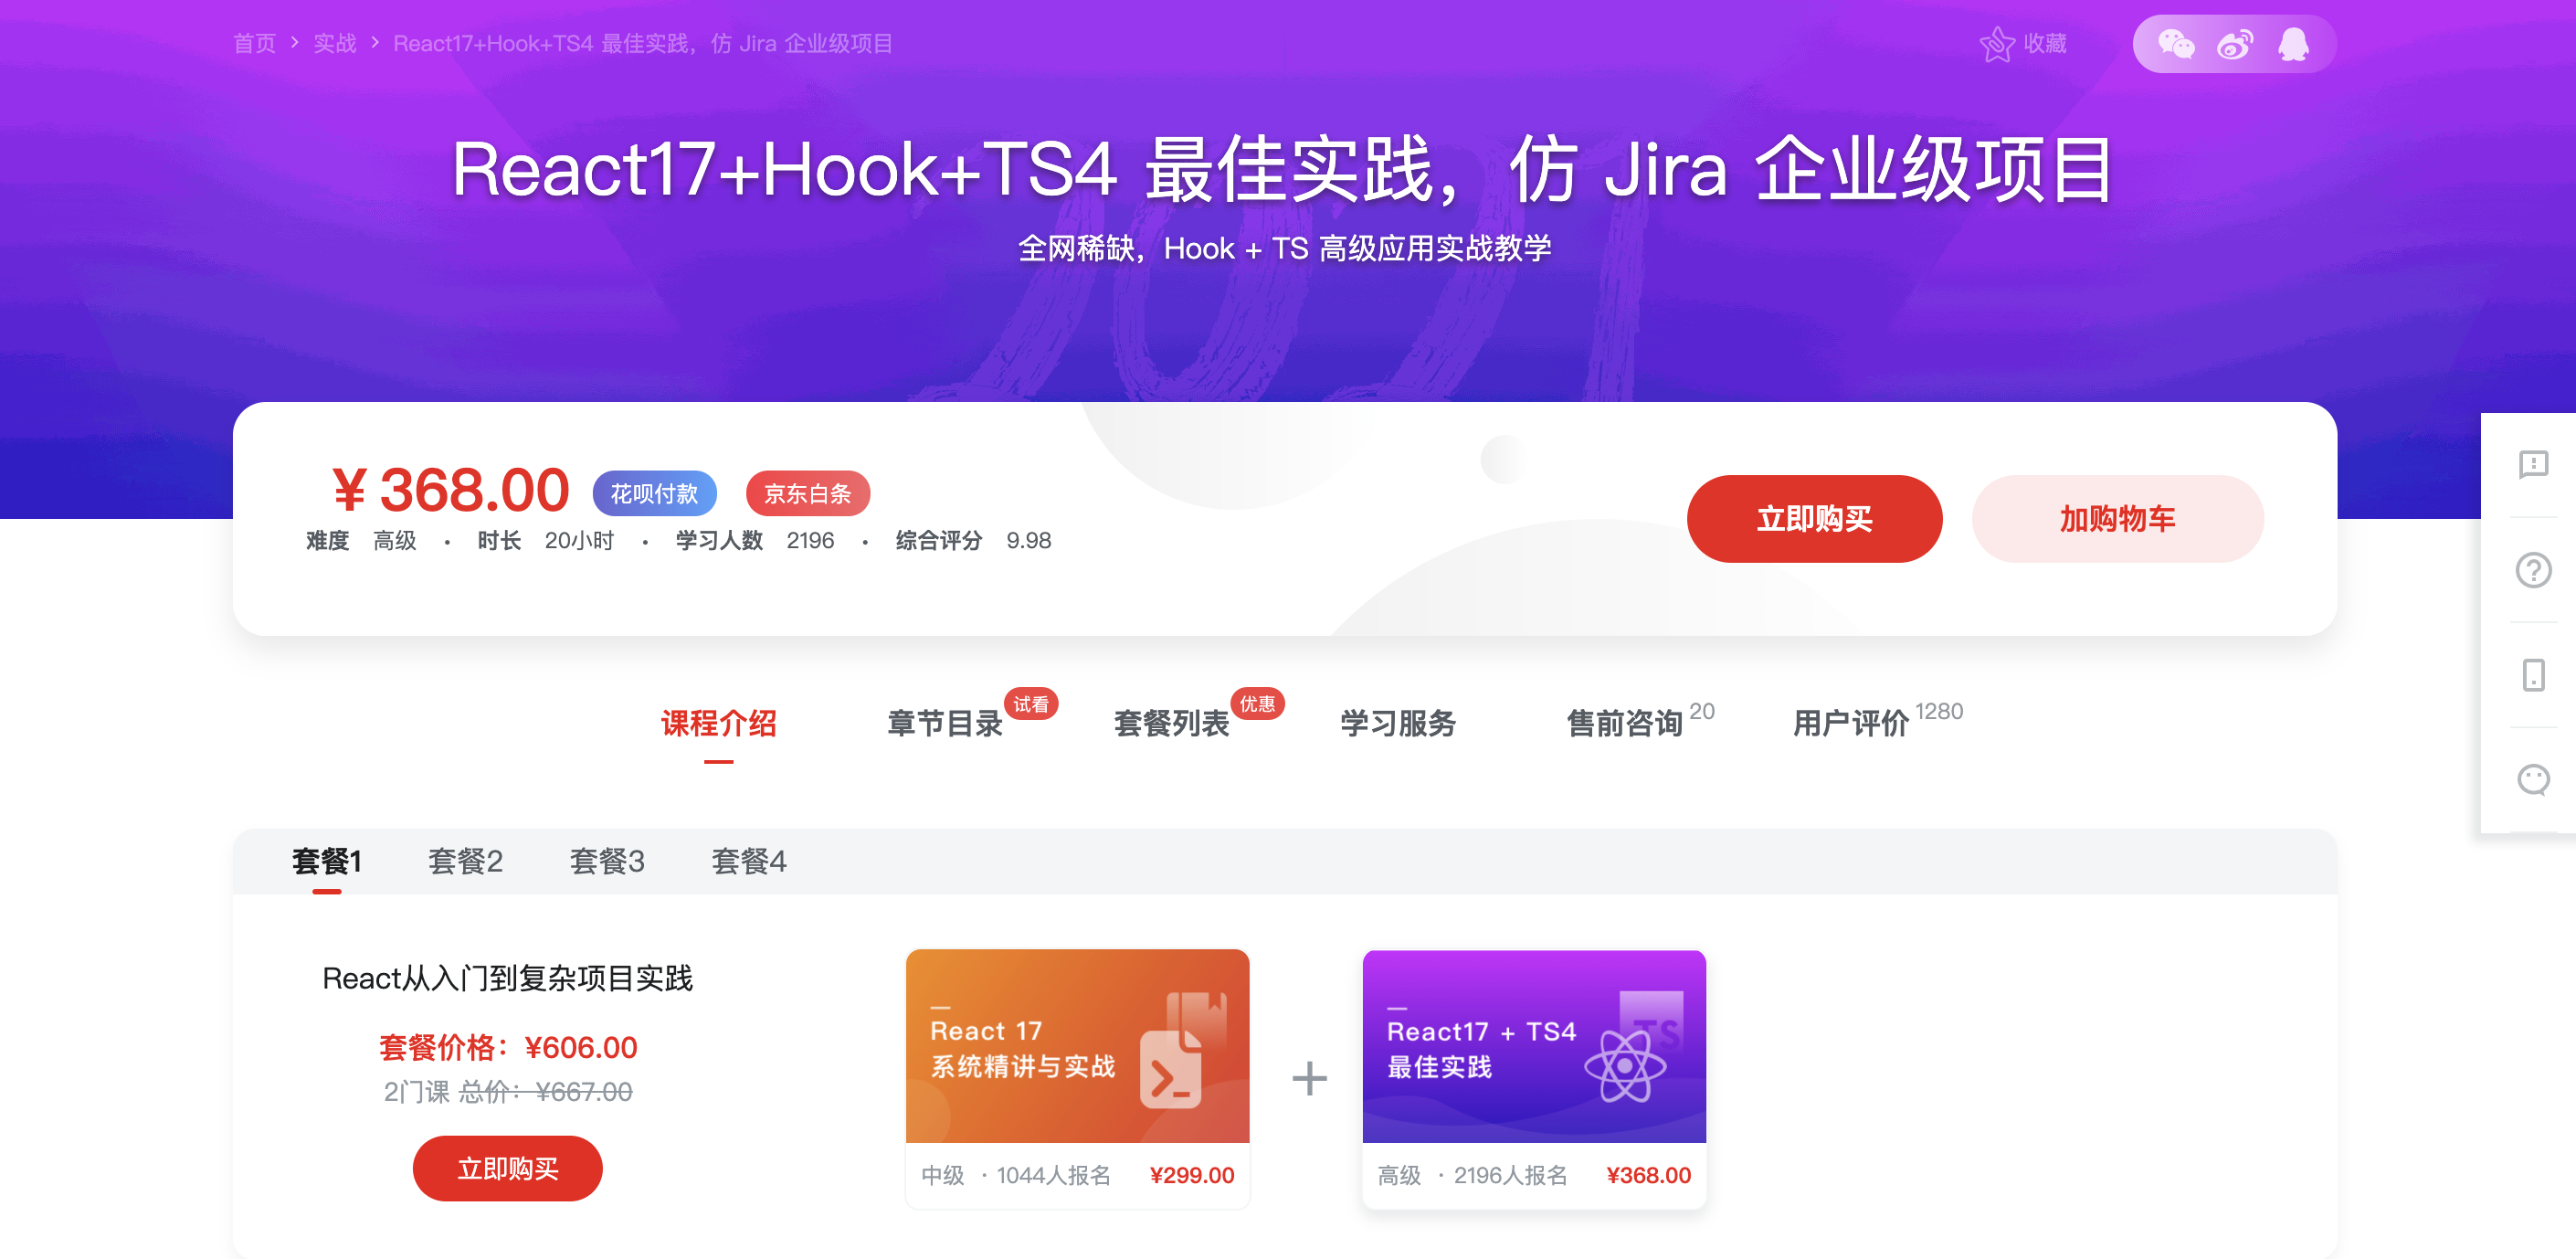 首页 > 实战 > React17+Hook+TS4 最佳实践，仿 Jira 企业级项目
收藏
2021
React17+Hook+TS4 最佳实践，仿 Jira 企业级项目
全网稀缺，Hook + TS 高级应用实战教学
¥ 368.00 花呗付款 京东白条
难度 高级 · 时长 20小时 · 学习人数 2196 · 综合评分 9.98
立即购买 加购物车
课程介绍 章节目录 试看 套餐列表 优惠 学习服务 售前咨询 20 用户评价 1280
套餐1 套餐2 套餐3 套餐4
React从入门到复杂项目实践
套餐价格：¥606.00
2门课 总价：¥667.00
立即购买
React 17
系统精讲与实战
中级 · 1044人报名 ¥299.00
+
TS
React17 + TS4
最佳实践
高级 · 2196人报名 ¥368.00